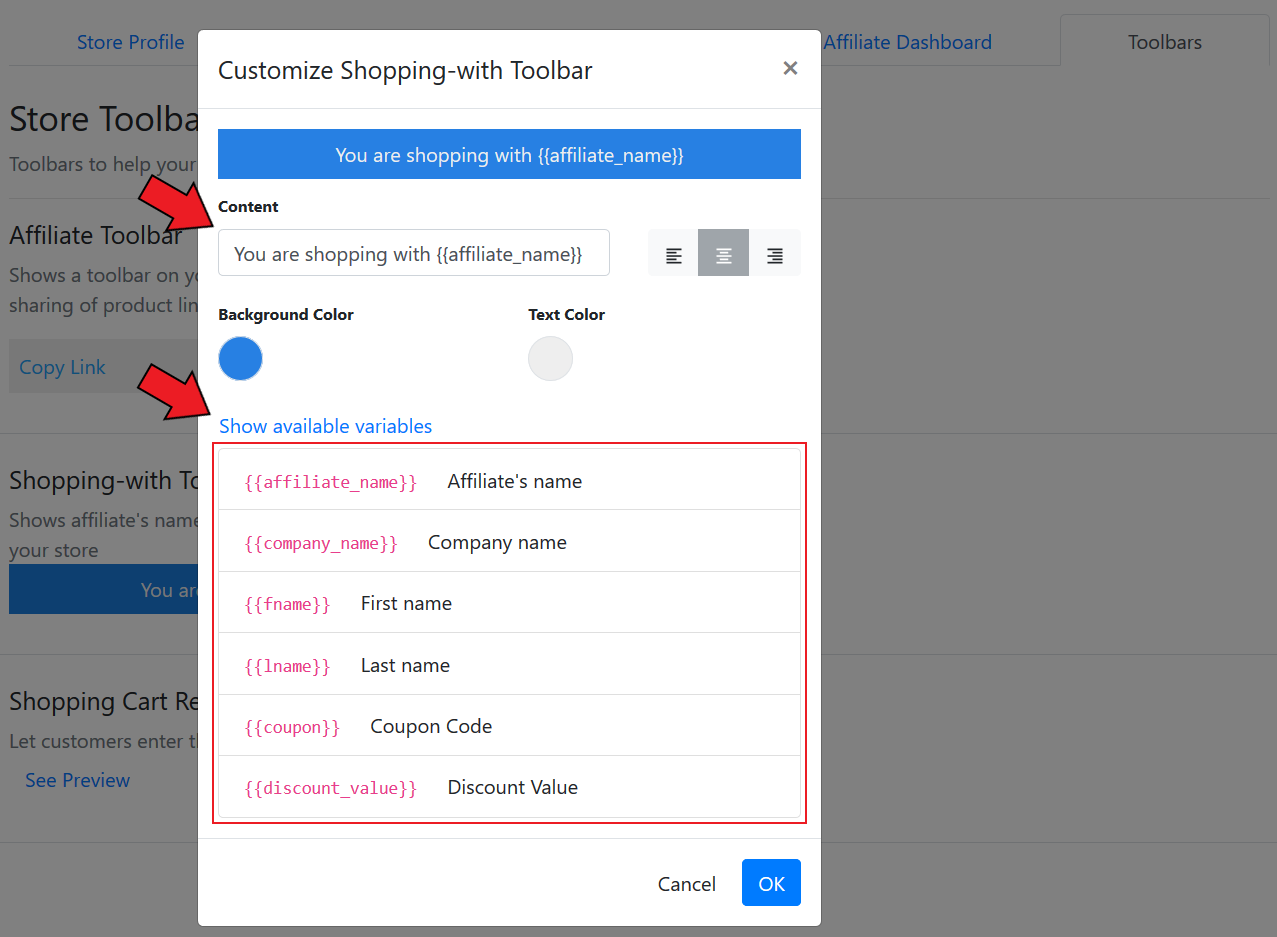 Store Profile
Affiliate Dashboard
Toolbars
Store Toolba
Toolbars to help your
Affiliate Toolbar
Shows a toolbar on yo
sharing of product lin
Copy Link
Shopping-with To
Shows affiliate's name
your store
You are
Shopping Cart Re
Let customers enter th
See Preview
Customize Shopping-with Toolbar
×
You are shopping with {{affiliate_name}}
Content
You are shopping with {{affiliate_name}}
Background Color
Text Color
Show available variables
{{affiliate_name}} Affiliate's name
{{company_name}} Company name
{{fname}} First name
{{lname}} Last name
{{coupon}} Coupon Code
{{discount_value}} Discount Value
Cancel
OK